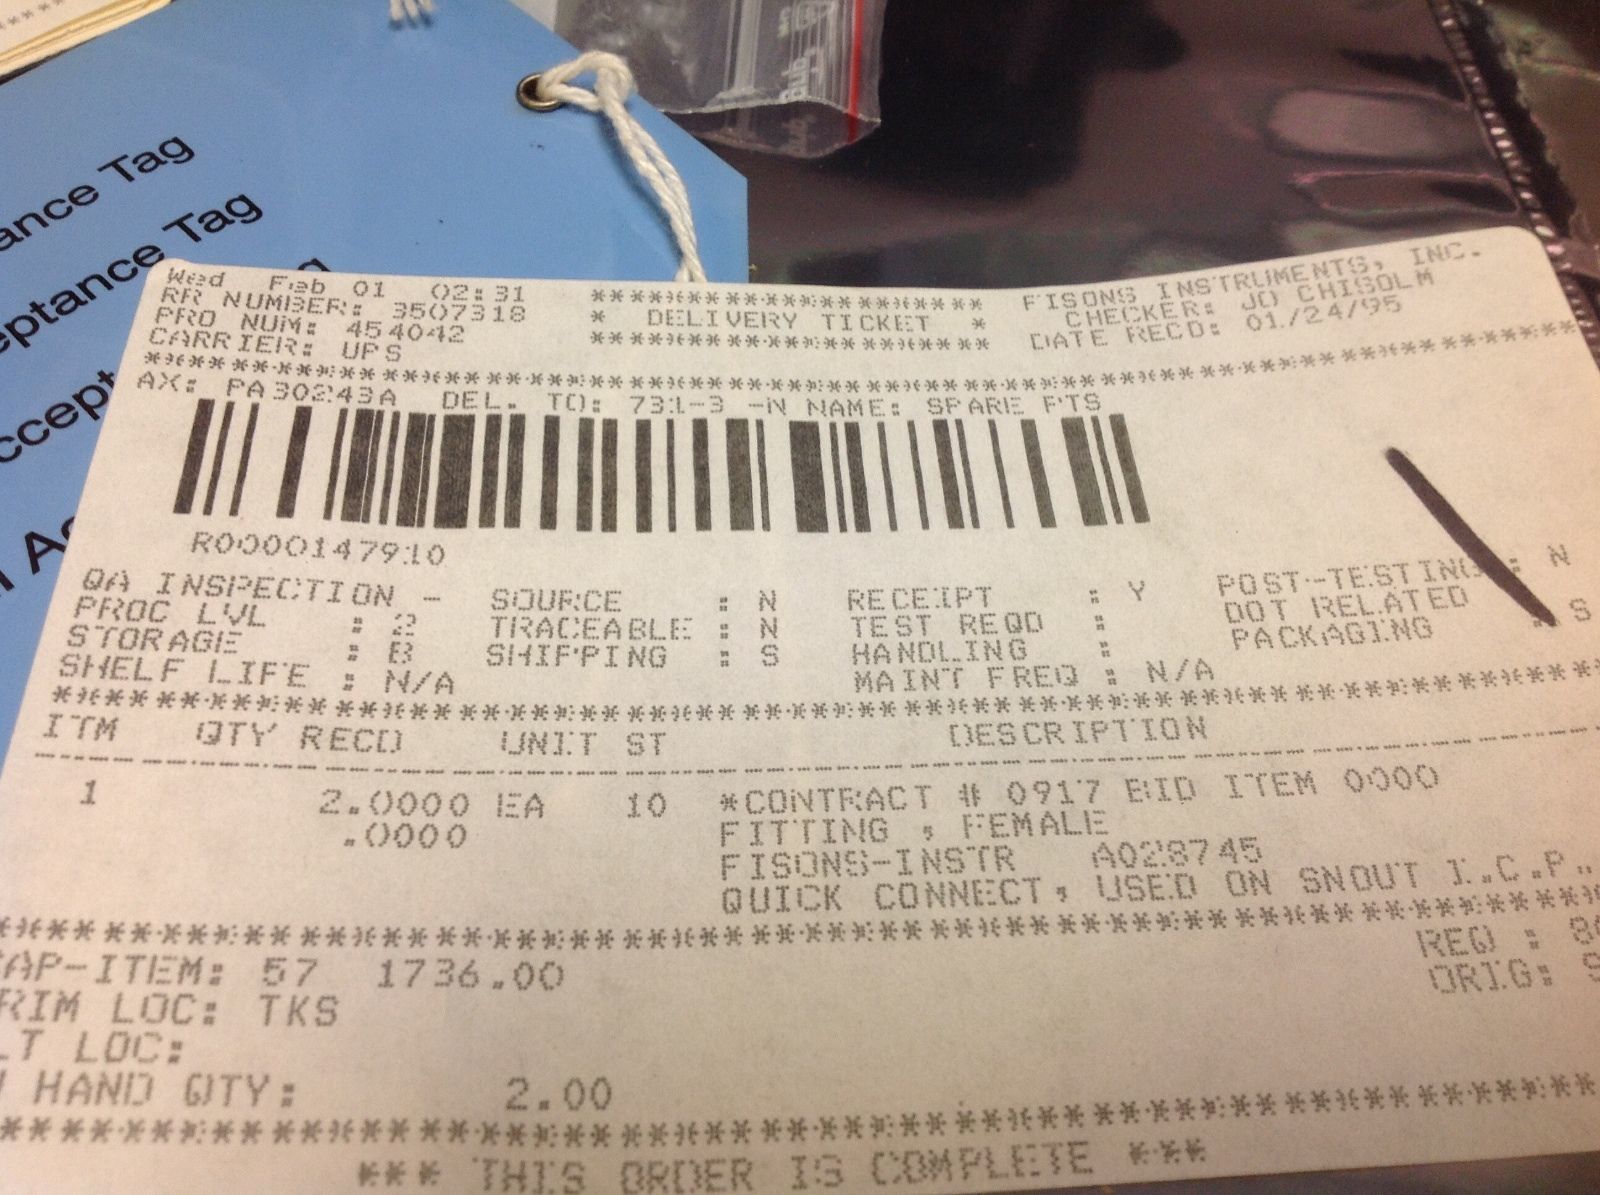 ance Tag
eptance Tag
Wed Feb 01 02:31 ********************* FISONS INSTRUMENTS, INC.
RR NUMBER: 3507318 * DELIVERY TICKET * CHECKER: JD CHISOLM
PRO NUM: 454042 ********************* DATE RECD: 01/24/95
CARRIER: UPS
AX: PA30243A DEL. TO: 731-3 -N NAME: SPARE PTS
R0000147910
QA INSPECTION - SOURCE : N RECEIPT : Y POST-TESTING : N
PROC LVL : 2 TRACEABLE : N TEST REQD : DOT RELATED
STORAGE : B SHIPPING : S HANDLING : PACKAGING : S
SHELF LIFE : N/A MAINT FREQ : N/A
ITM QTY RECD UNIT ST DESCRIPTION
1 2.0000 EA 10 *CONTRACT # 0917 BID ITEM 0000
.0000 FITTING , FEMALE
FISONS-INSTR A028745
QUICK CONNECT, USED ON SNOUT I.C.P..
AP-ITEM: 57 1736.00 REQ : 8
RIM LOC: TKS ORIG: S
LT LOC:
HAND QTY: 2.00
*** THIS ORDER IS COMPLETE ***